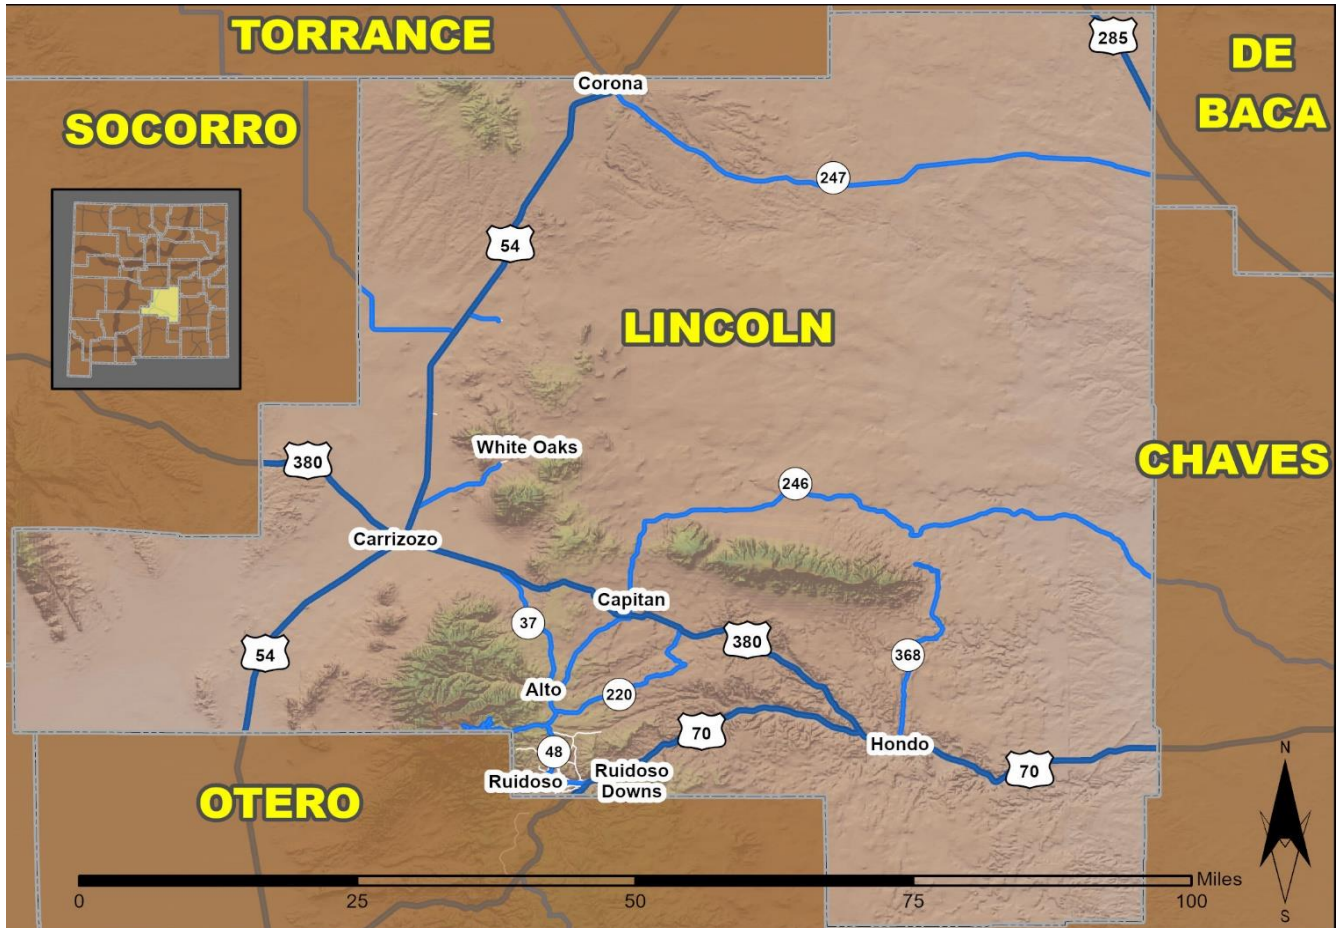 TORRANCE
285
DE
BACA
Corona
SOCORRO
247
54
LINCOLN
White Oaks
380
CHAVES
246
Carrizozo
Capitan
37
380
54
368
Alto
220
70
Hondo
48
Ruidoso
Ruidoso
Downs
70
N
OTERO
Miles
0
25
50
75
100
S